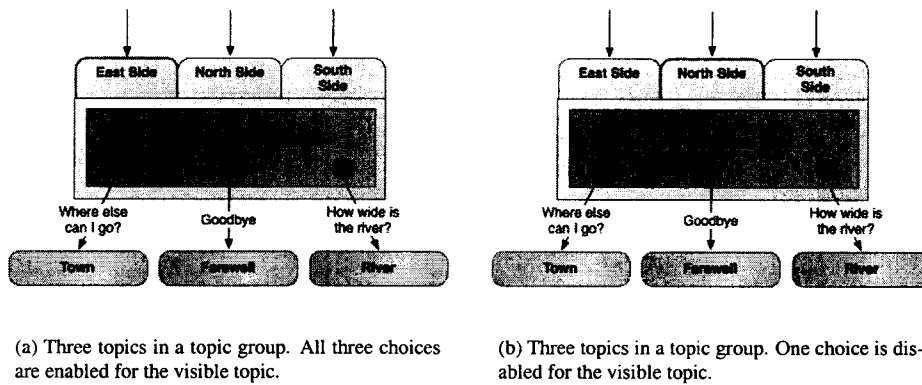 East Side North Side South Side
East Side North Side South Side
Where else can I go?
Goodbye
How wide is the river?
Where else can I go?
Goodbye
How wide is the river?
Town Farewell River
Town Farewell River
(a) Three topics in a topic group. All three choices
are enabled for the visible topic.
(b) Three topics in a topic group. One choice is dis-
abled for the visible topic.